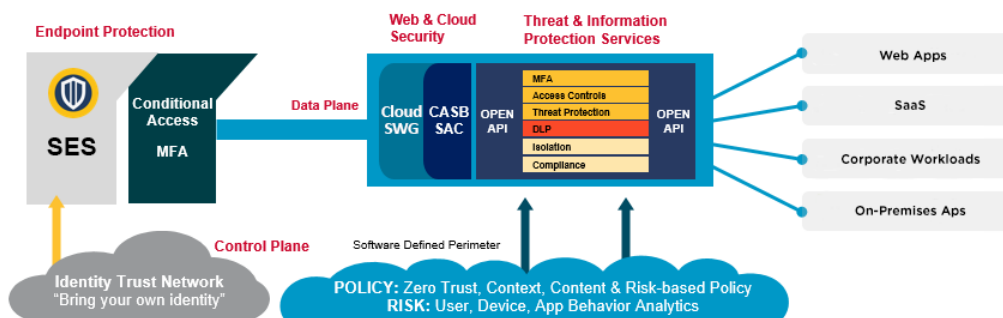 Endpoint Protection
Web & Cloud
Security
Threat & Information
Protection Services
SES
Conditional
Access
MFA
Data Plane
Cloud
SWG
CASB
SAC
OPEN
API
MFA
Access Controls
Threat Protection
DLP
Isolation
Compliance
OPEN
API
Web Apps
SaaS
Corporate Workloads
On-Premises Aps
Control Plane
Identity Trust Network
“Bring your own identity”
Software Defined Perimeter
POLICY: Zero Trust, Context, Content & Risk-based Policy
RISK: User, Device, App Behavior Analytics